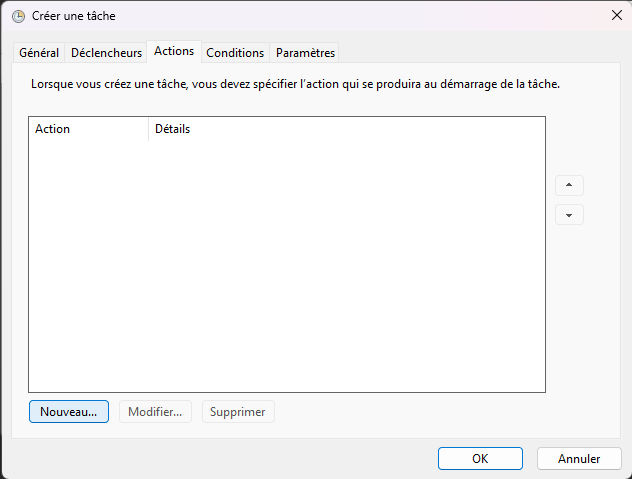 Créer une tâche
Général Déclencheurs Actions Conditions Paramètres
Lorsque vous créez une tâche, vous devez spécifier l'action qui se produira au démarrage de la tâche.
Action Détails
Nouveau... Modifier... Supprimer
OK Annuler